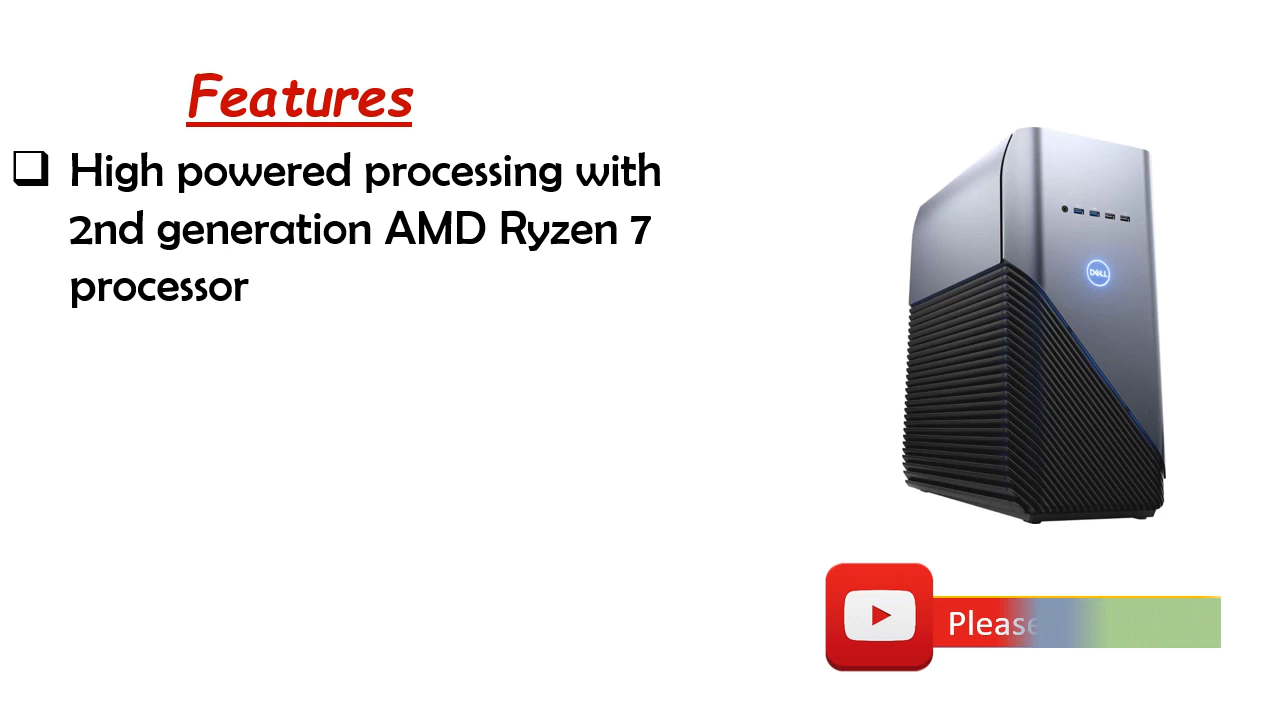 Features
High powered processing with
2nd generation AMD Ryzen 7
processor
DELL
Please